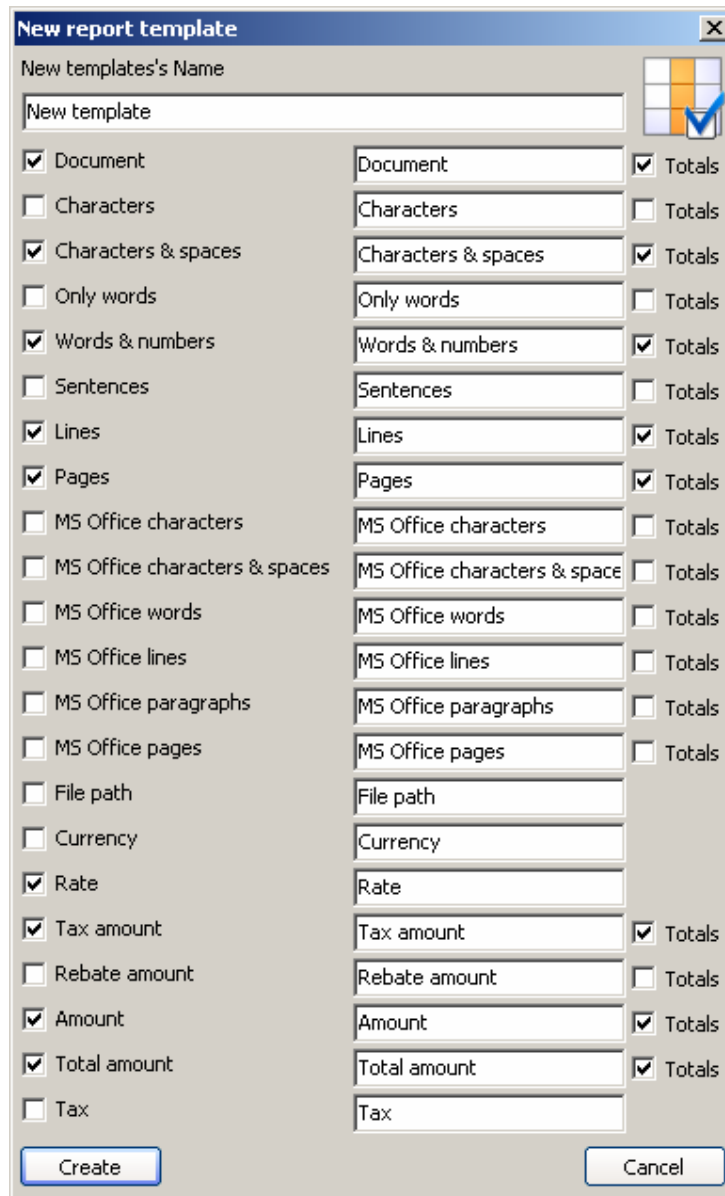 New report template
New templates's Name
New template
Document Document Totals
Characters Characters Totals
Characters & spaces Characters & spaces Totals
Only words Only words Totals
Words & numbers Words & numbers Totals
Sentences Sentences Totals
Lines Lines Totals
Pages Pages Totals
MS Office characters MS Office characters Totals
MS Office characters & spaces MS Office characters & space Totals
MS Office words MS Office words Totals
MS Office lines MS Office lines Totals
MS Office paragraphs MS Office paragraphs Totals
MS Office pages MS Office pages Totals
File path File path
Currency Currency
Rate Rate
Tax amount Tax amount Totals
Rebate amount Rebate amount Totals
Amount Amount Totals
Total amount Total amount Totals
Tax Tax
Create Cancel